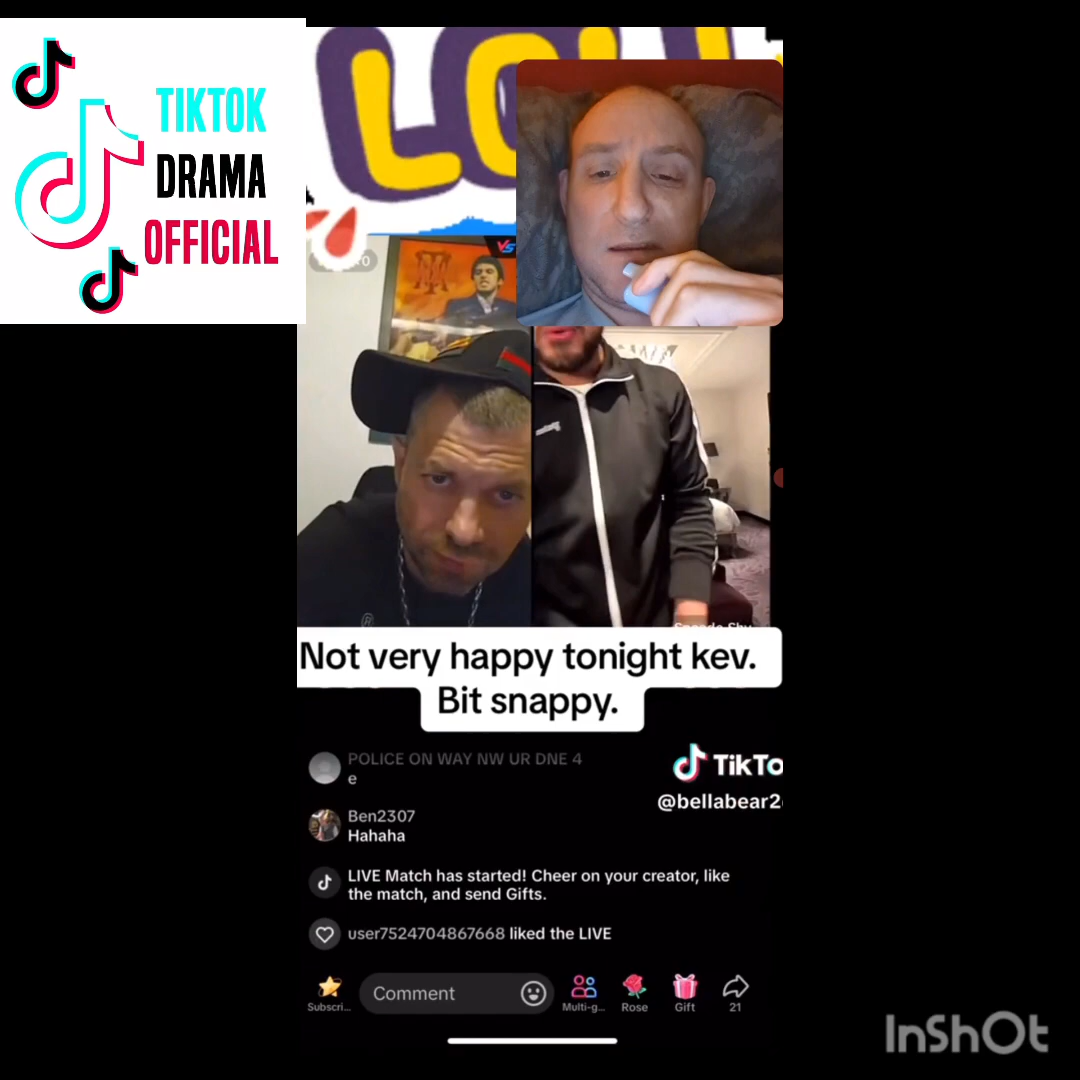 TIKTOK
DRAMA
OFFICIAL
VS
Not very happy tonight kev.
Bit snappy.
POLICE ON WAY NW UR DNE 4
e
TikTo
@bellabear2
Ben2307
Hahaha
LIVE Match has started! Cheer on your creator, like
the match, and send Gifts.
user7524704867668 liked the LIVE
Subscri...
Comment
Multi-g...
Rose
Gift
21
InShOt